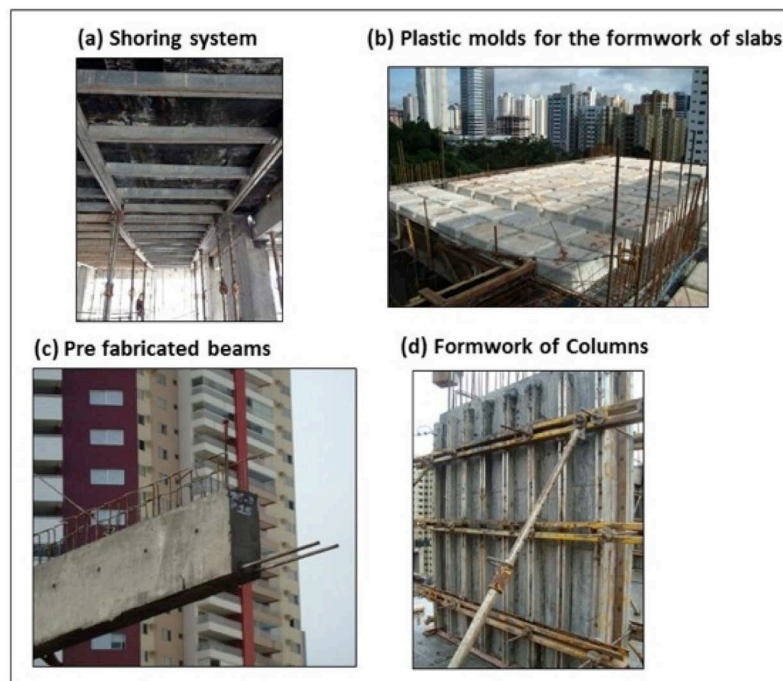 (a) Shoring system
(b) Plastic molds for the formwork of slabs
(c) Pre fabricated beams
(d) Formwork of Columns